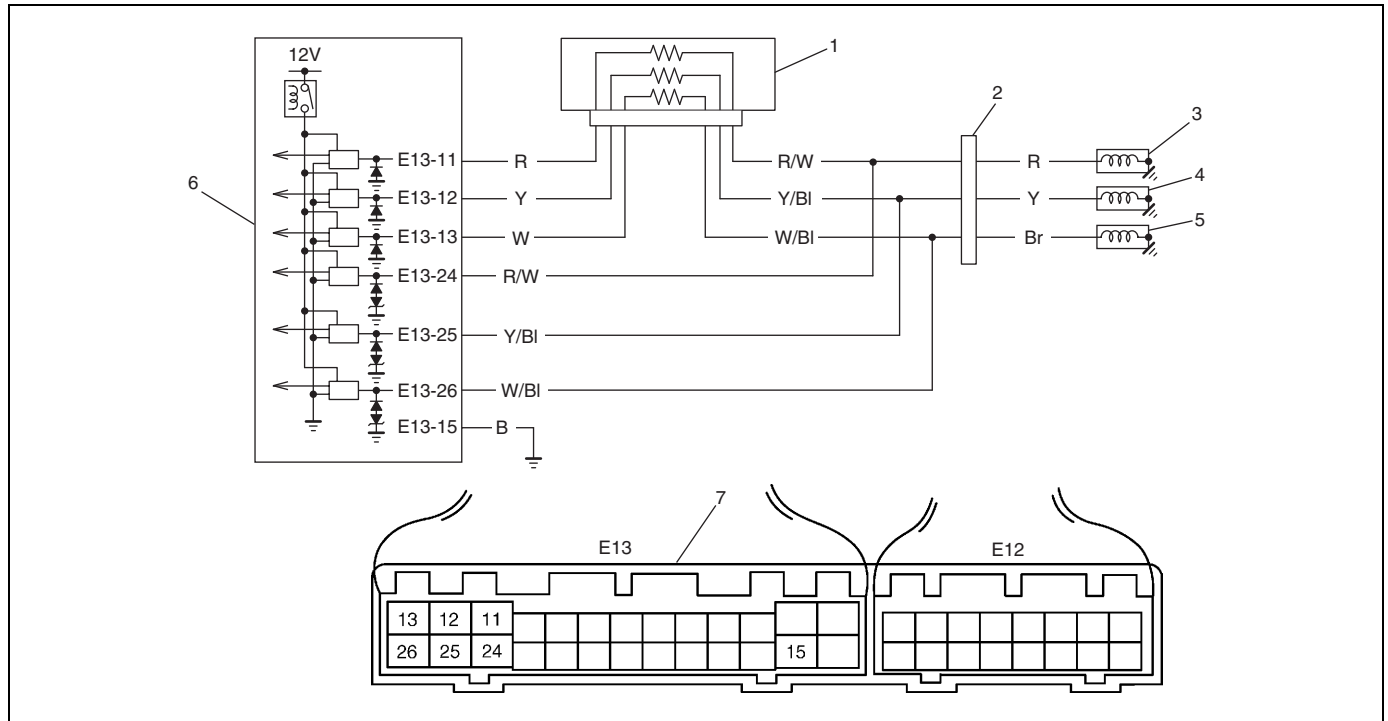 12V
1
2
3
4
5
6
E13-11 R R/W R
E13-12 Y Y/Bl Y
E13-13 W W/Bl Br
E13-24 R/W
E13-25 Y/Bl
E13-26 W/Bl
E13-15 B
7
E13 E12
13 12 11
26 25 24 15